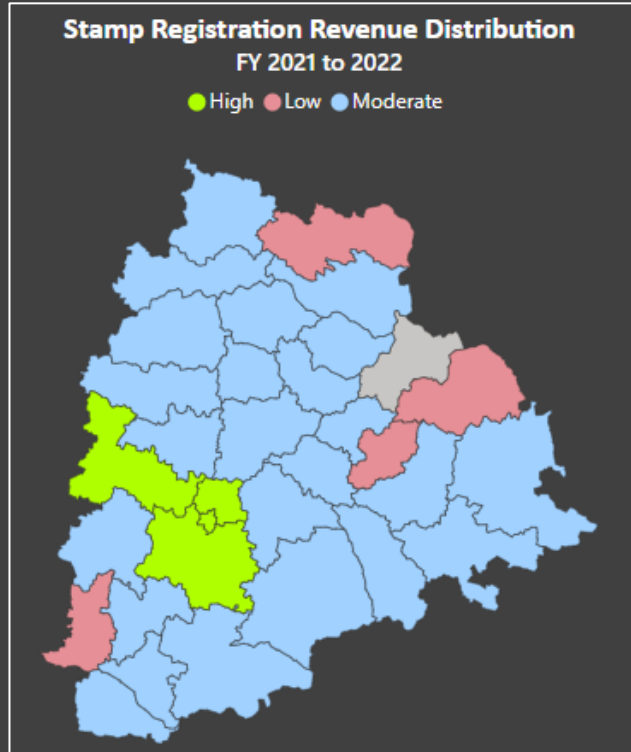 Stamp Registration Revenue Distribution
FY 2021 to 2022
High Low Moderate